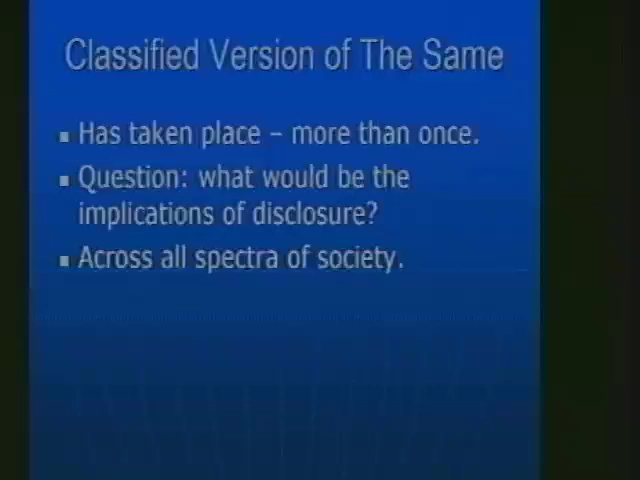 Classified Version of The Same
▪ Has taken place – more than once.
▪ Question: what would be the
implications of disclosure?
▪ Across all spectra of society.